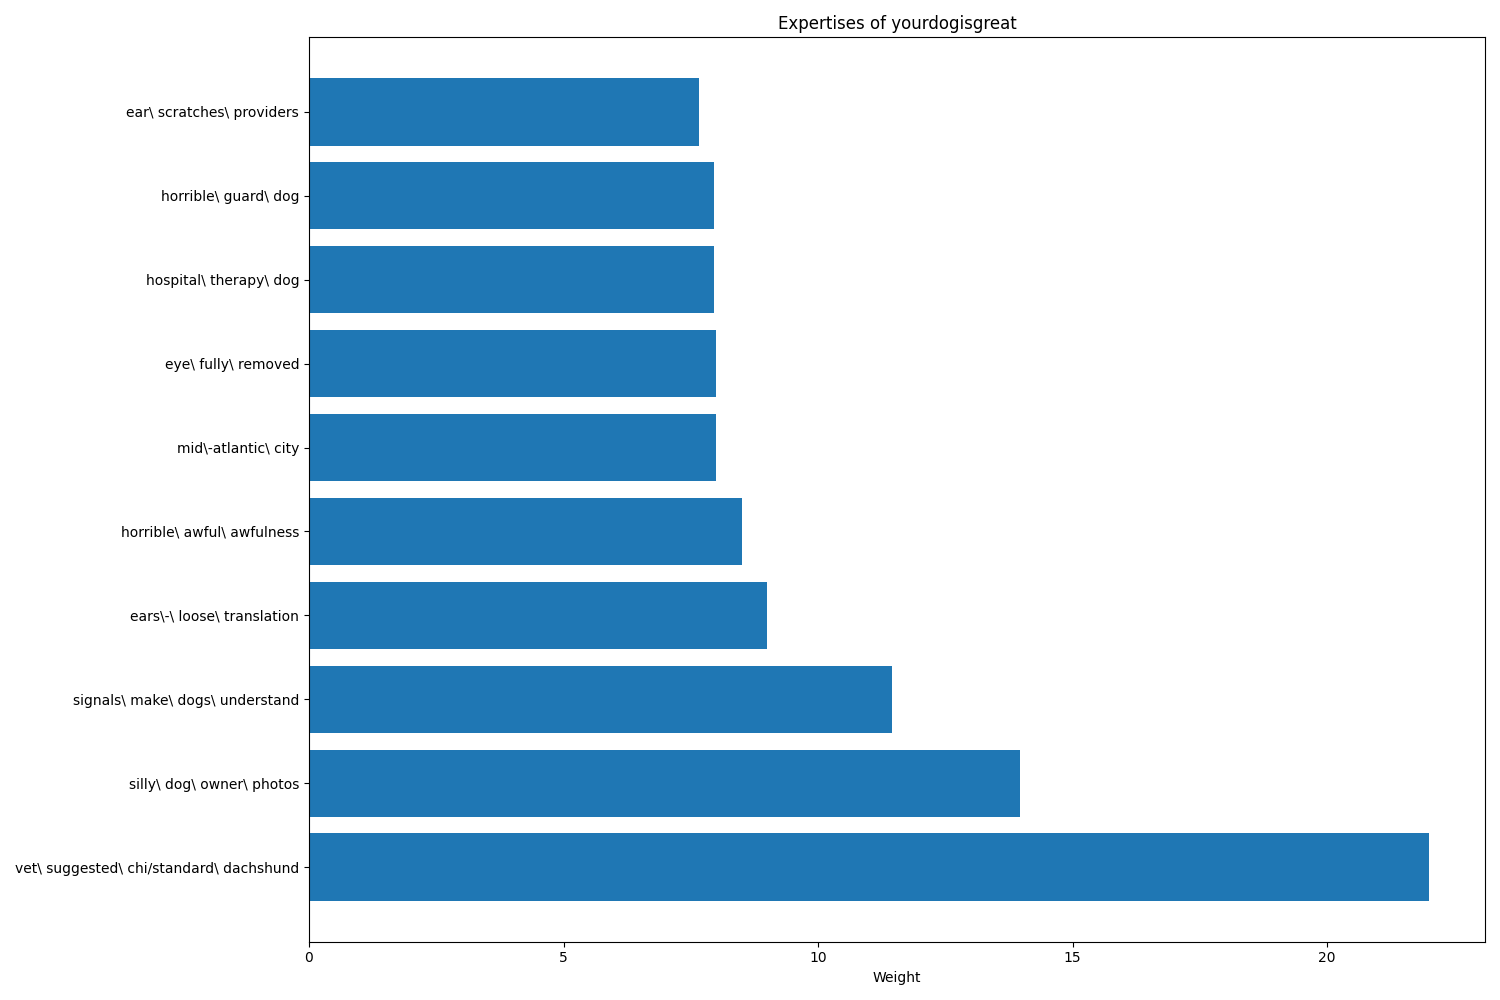 Expertises of yourdogisgreat
ear\ scratches\ providers
horrible\ guard\ dog
hospital\ therapy\ dog
eye\ fully\ removed
mid\-atlantic\ city
horrible\ awful\ awfulness
ears\-\ loose\ translation
signals\ make\ dogs\ understand
silly\ dog\ owner\ photos
vet\ suggested\ chi/standard\ dachshund
0 5 10 15 20
Weight